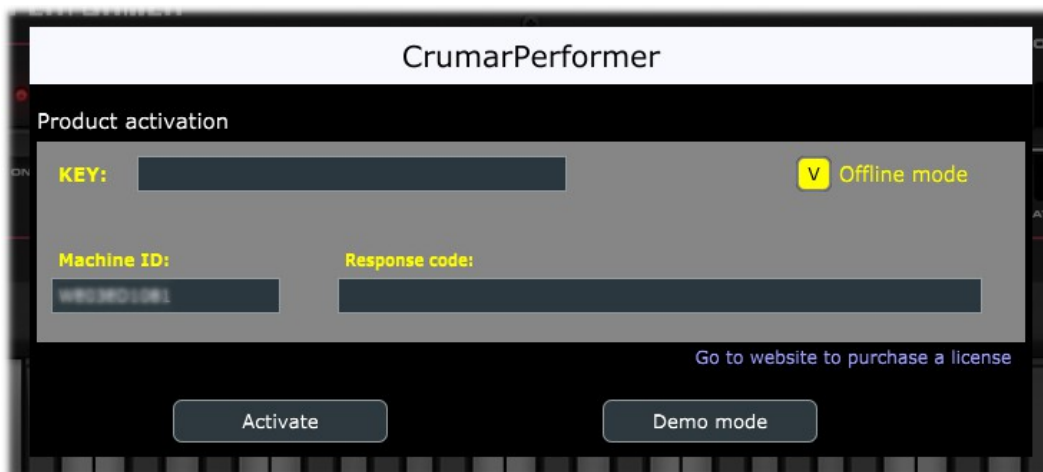 CrumarPerformer
Product activation
KEY:
V Offline mode
Machine ID:
Response code:
Go to website to purchase a license
Activate
Demo mode